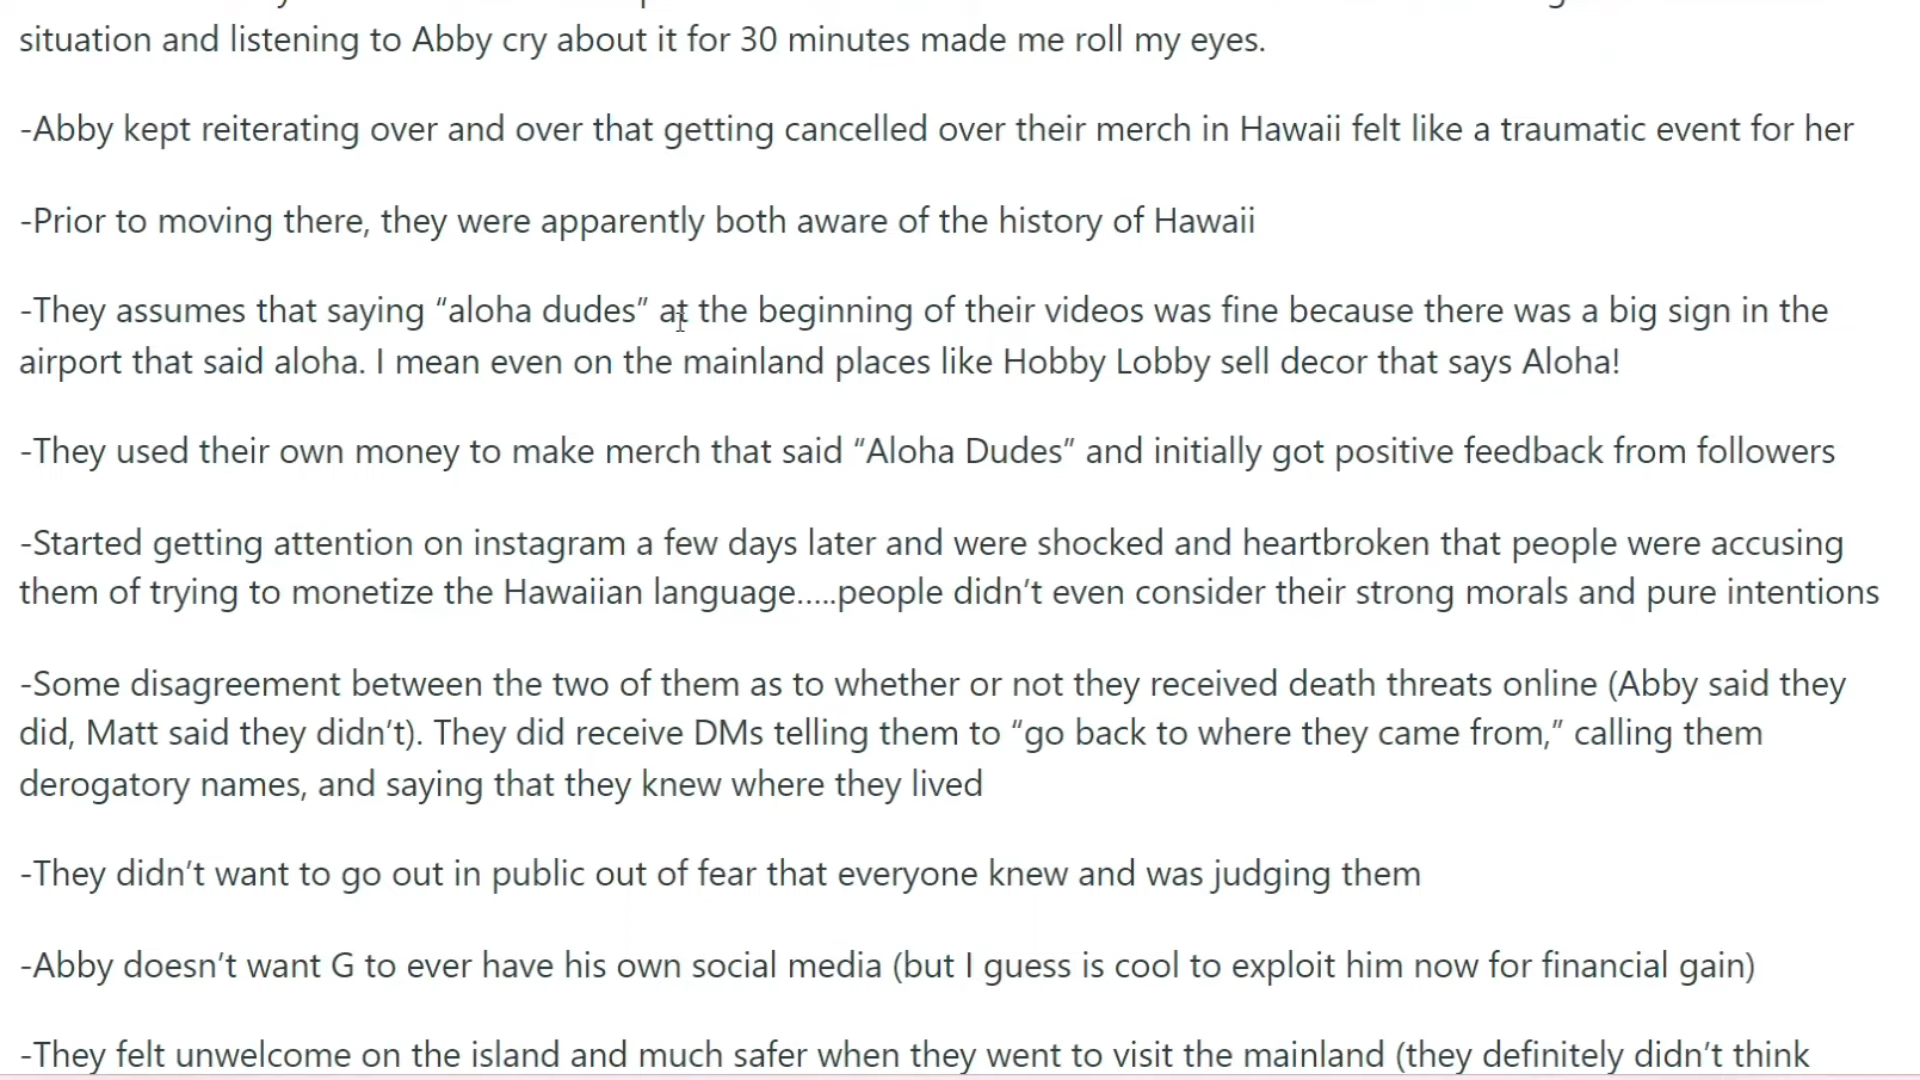 situation and listening to Abby cry about it for 30 minutes made me roll my eyes.
-Abby kept reiterating over and over that getting cancelled over their merch in Hawaii felt like a traumatic event for her
-Prior to moving there, they were apparently both aware of the history of Hawaii
-They assumes that saying “aloha dudes” at the beginning of their videos was fine because there was a big sign in the
airport that said aloha. I mean even on the mainland places like Hobby Lobby sell decor that says Aloha!
-They used their own money to make merch that said “Aloha Dudes” and initially got positive feedback from followers
-Started getting attention on instagram a few days later and were shocked and heartbroken that people were accusing
them of trying to monetize the Hawaiian language…..people didn’t even consider their strong morals and pure intentions
-Some disagreement between the two of them as to whether or not they received death threats online (Abby said they
did, Matt said they didn’t). They did receive DMs telling them to “go back to where they came from,” calling them
derogatory names, and saying that they knew where they lived
-They didn’t want to go out in public out of fear that everyone knew and was judging them
-Abby doesn’t want G to ever have his own social media (but I guess is cool to exploit him now for financial gain)
-They felt unwelcome on the island and much safer when they went to visit the mainland (they definitely didn’t think